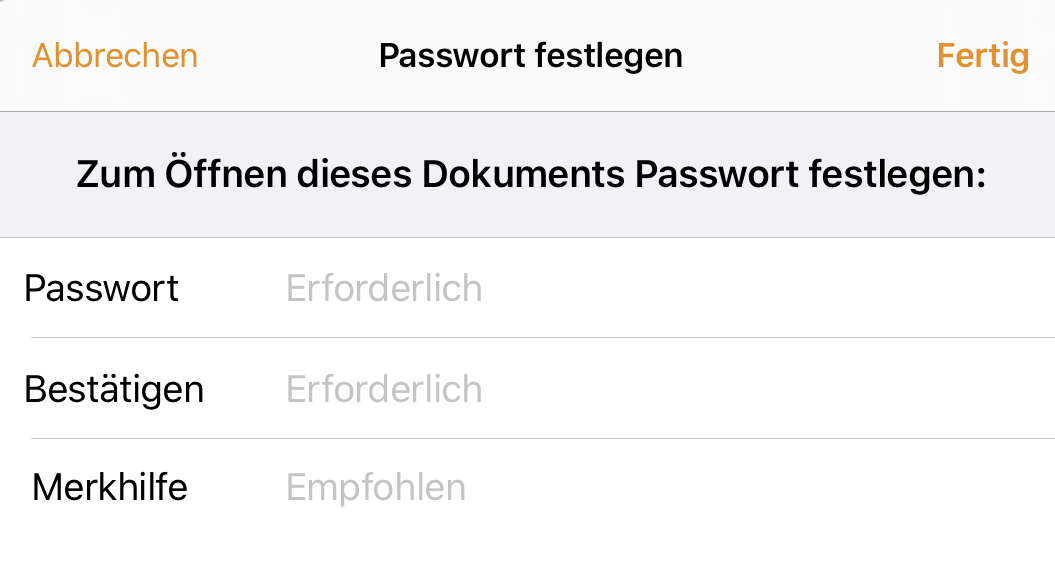 Abbrechen Passwort festlegen Fertig
Zum Öffnen dieses Dokuments Passwort festlegen:
Passwort Erforderlich
Bestätigen Erforderlich
Merkhilfe Empfohlen